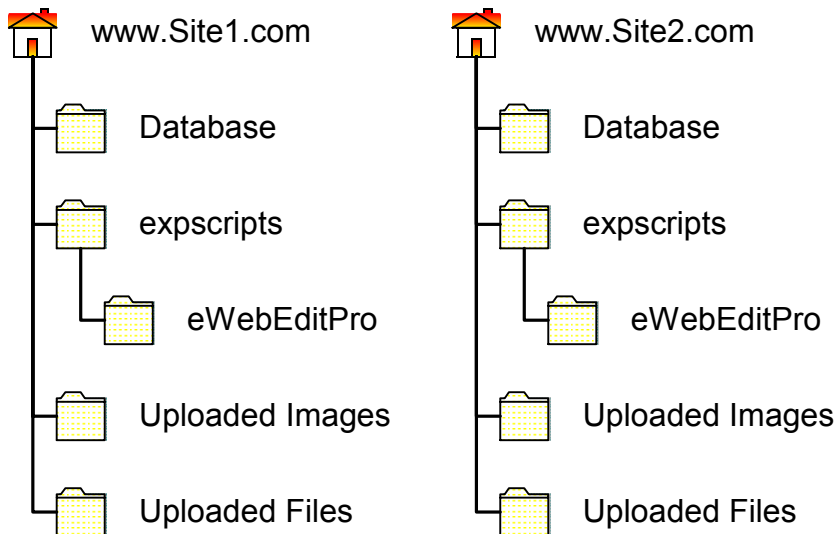 www.Site1.com
Database
expscripts
eWebEditPro
Uploaded Images
Uploaded Files
www.Site2.com
Database
expscripts
eWebEditPro
Uploaded Images
Uploaded Files